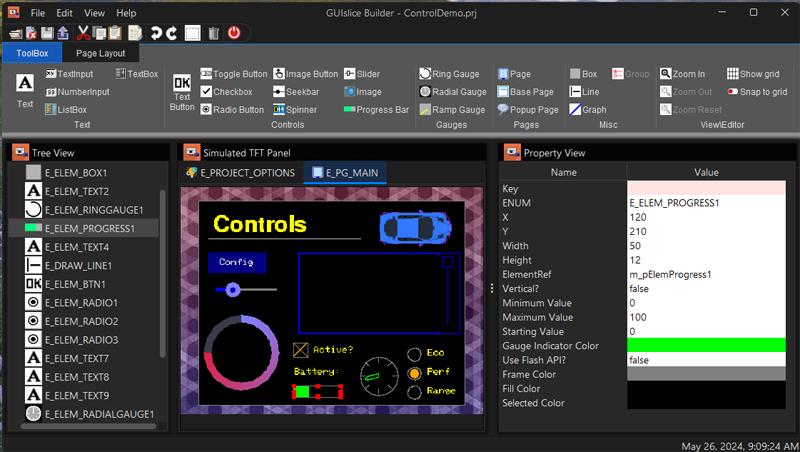 GUIslice Builder - ControlDemo.prj
File Edit View Help
ToolBox Page Layout
Text
TextInput
NumberInput
ListBox
TextBox
Text
OK
Text
Button
Toggle Button
Checkbox
Radio Button
Image Button
Seekbar
Spinner
Slider
Image
Progress Bar
Controls
Ring Gauge
Radial Gauge
Ramp Gauge
Gauges
Page
Base Page
Popup Page
Pages
Box
Line
Graph
Group
Misc
Zoom In
Zoom Out
Zoom Reset
Show grid
Snap to grid
View\Editor
Tree View
E_ELEM_BOX1
E_ELEM_TEXT2
E_ELEM_RINGGAUGE1
E_ELEM_PROGRESS1
E_ELEM_TEXT4
E_DRAW_LINE1
E_ELEM_BTN1
E_ELEM_RADIO1
E_ELEM_RADIO2
E_ELEM_RADIO3
E_ELEM_TEXT7
E_ELEM_TEXT8
E_ELEM_TEXT9
E_ELEM_RADIALGAUGE1
Simulated TFT Panel
E_PROJECT_OPTIONS E_PG_MAIN
Controls
Config
Active?
Battery:
Eco
Perf
Range
Property View
Name Value
Key
ENUM E_ELEM_PROGRESS1
X 120
Y 210
Width 50
Height 12
ElementRef m_pElemProgress1
Vertical? false
Minimum Value 0
Maximum Value 100
Starting Value 0
Gauge Indicator Color
Use Flash API? false
Frame Color
Fill Color
Selected Color
May 26, 2024, 9:09:24 AM